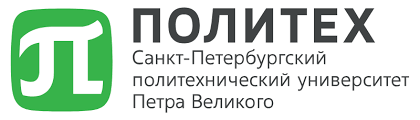 ПОЛИТЕХ
Санкт-Петербургский
политехнический университет
Петра Великого